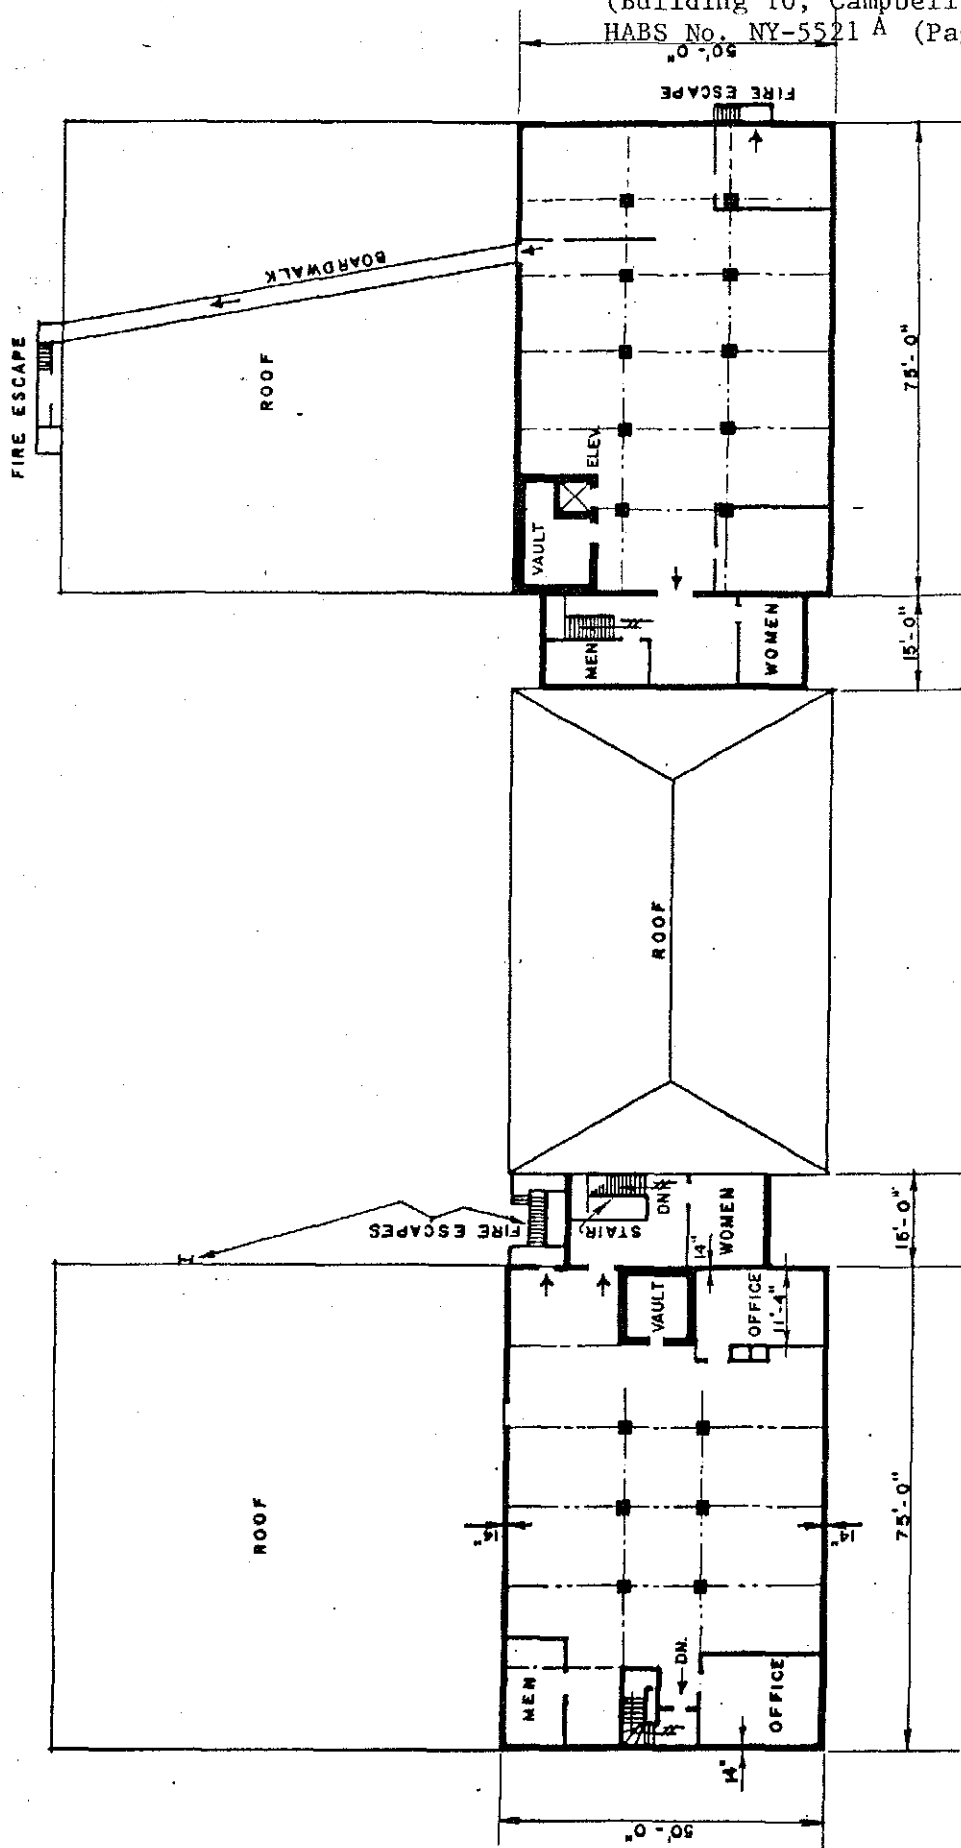 (Building 10, Campbell
HABS No. NY-5521 A (Pa
50'-0"
FIRE ESCAPE
FIRE ESCAPE
BOARDWALK
ROOF
75'-0"
ELEV.
VAULT
MEN
WOMEN
15'-0"
ROOF
FIRE ESCAPES
STAIR
DN
WOMEN
15'-0"
14"
VAULT
OFFICE
11'-4"
ROOF
14"
14"
75'-0"
MEN
DN.
OFFICE
14"
50'-0"